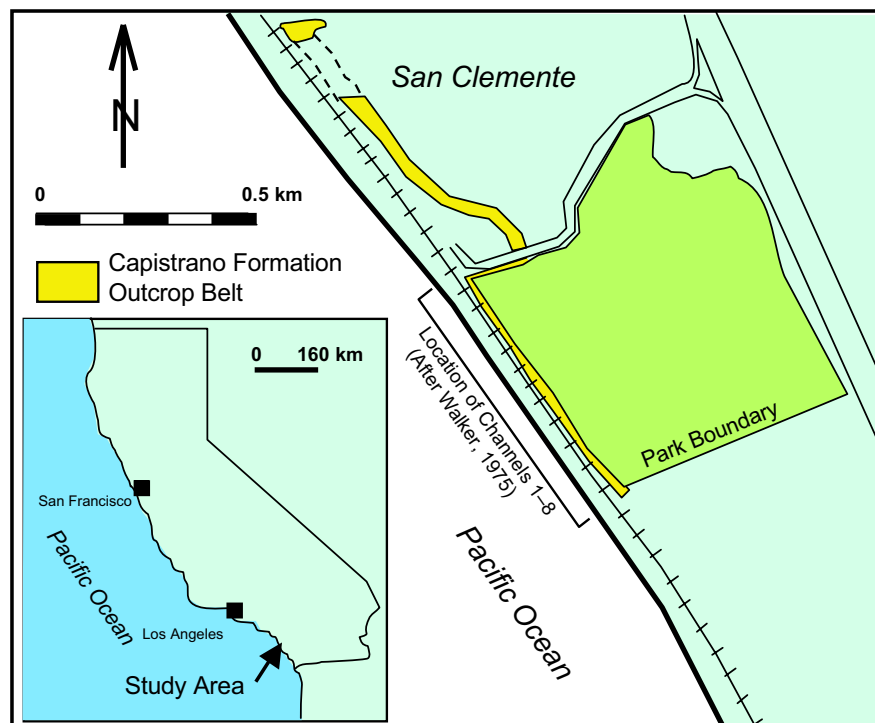 N
San Clemente
0 0.5 km
Capistrano Formation
Outcrop Belt
Location of Channels 1–8
(After Walker, 1975)
Park Boundary
Pacific Ocean
0 160 km
San Francisco
Pacific Ocean
Los Angeles
Study Area